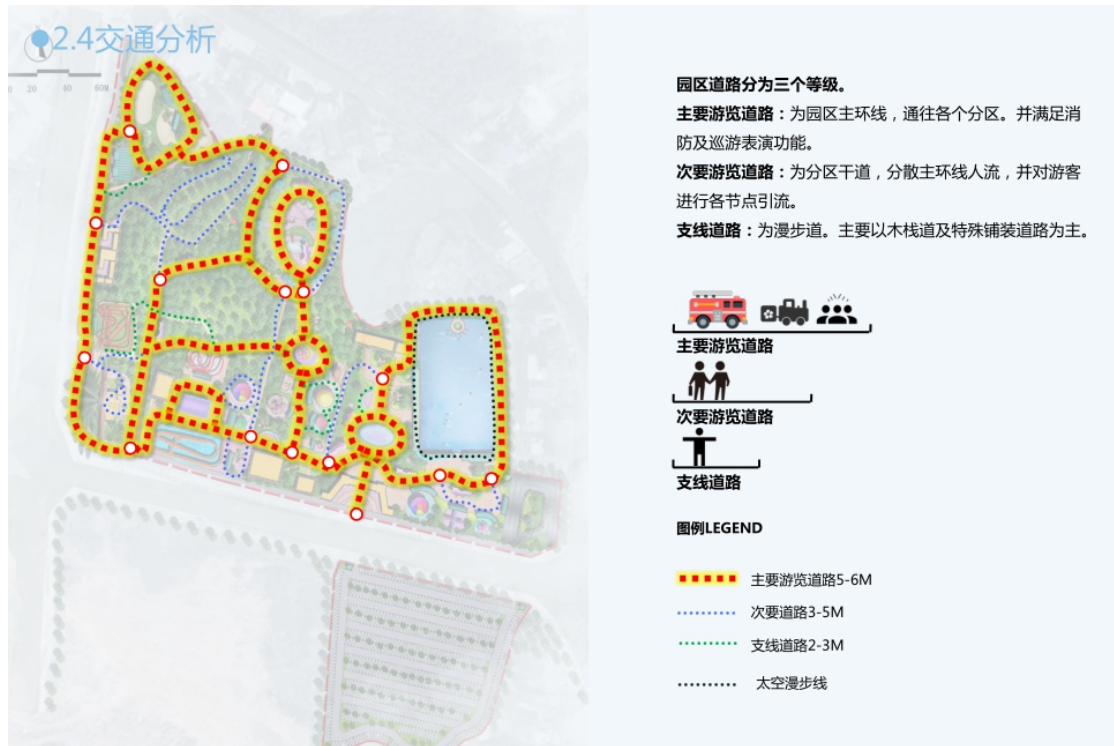 2.4交通分析
0 20 40 60M
园区道路分为三个等级。
主要游览道路：为园区主环线，通往各个分区。并满足消
防及巡游表演功能。
次要游览道路：为分区干道，分散主环线人流，并对游客
进行各节点引流。
支线道路：为漫步道。主要以木栈道及特殊铺装道路为主。
主要游览道路
次要游览道路
支线道路
图例LEGEND
主要游览道路5-6M
次要道路3-5M
支线道路2-3M
太空漫步线